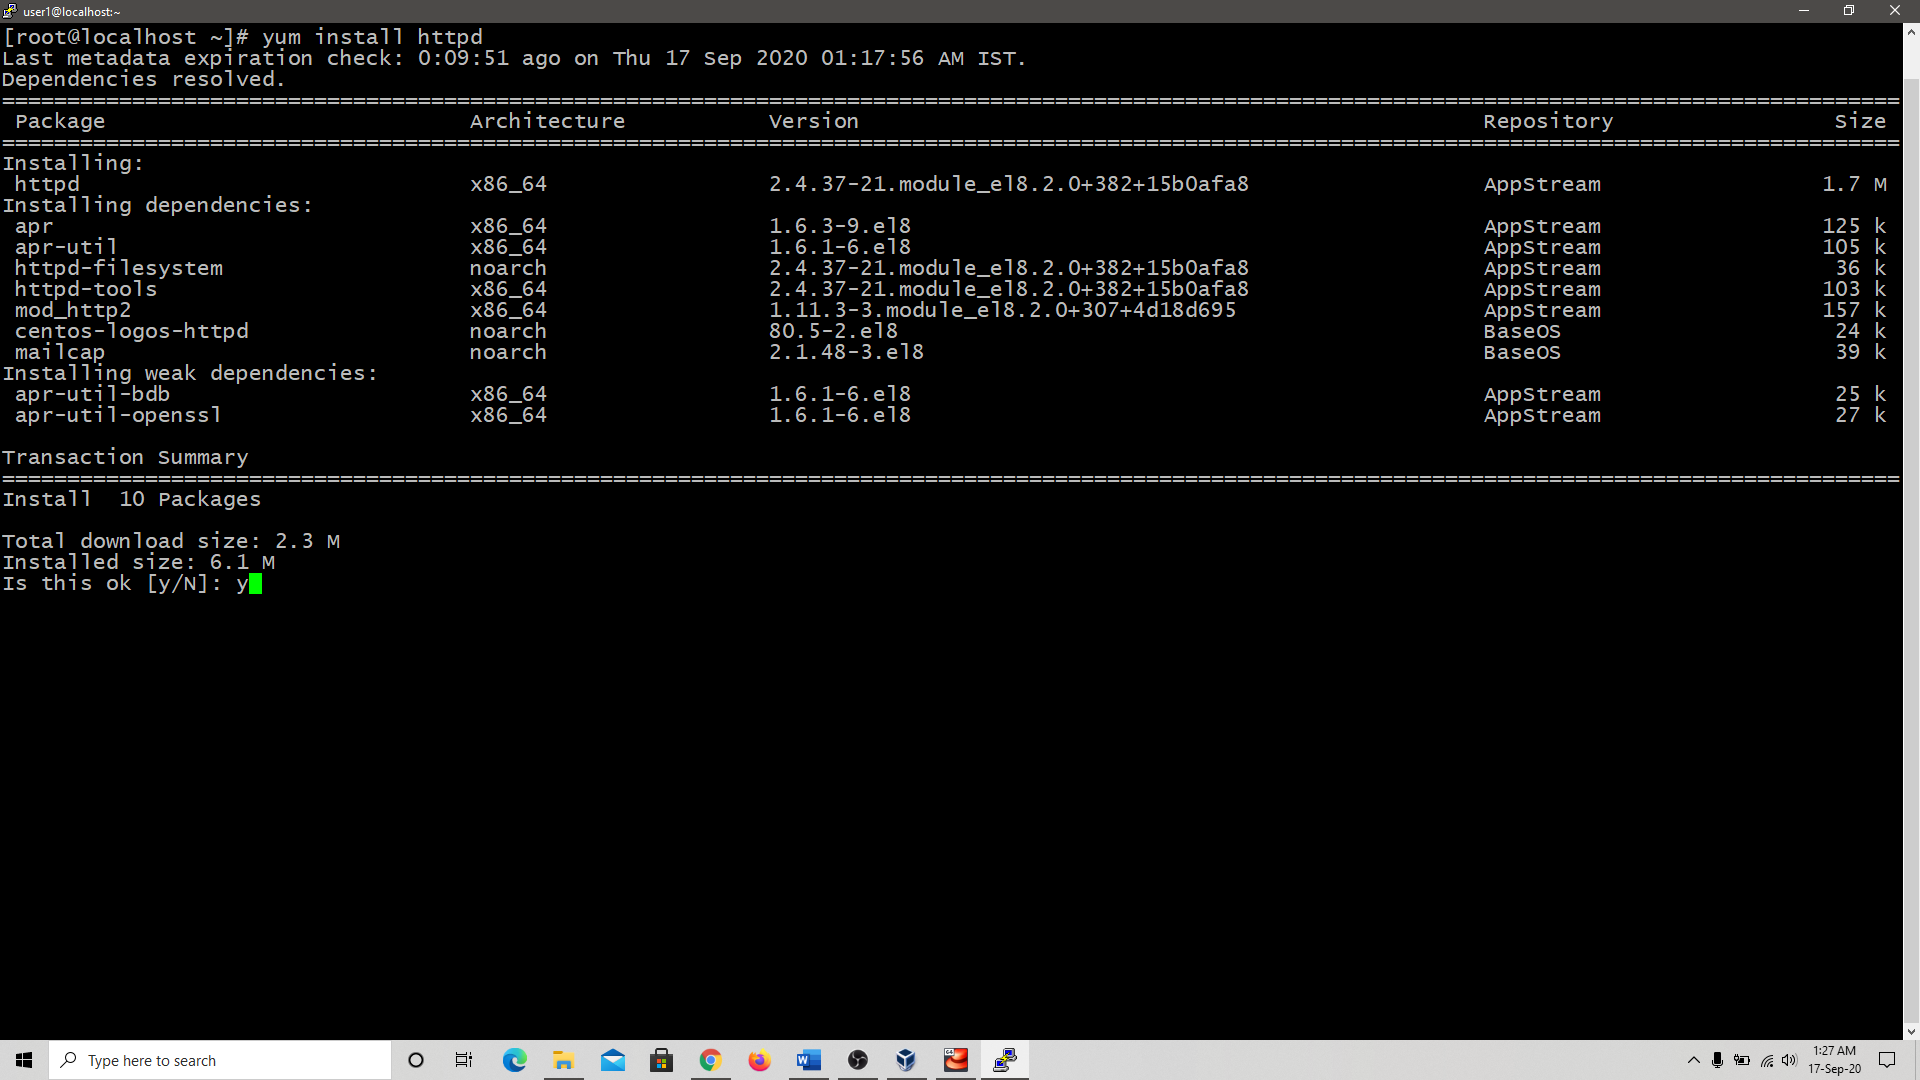 user1@localhost:~
[root@localhost ~]# yum install httpd
Last metadata expiration check: 0:09:51 ago on Thu 17 Sep 2020 01:17:56 AM IST.
Dependencies resolved.
================================================================================
Package Architecture Version Repository Size
================================================================================
Installing:
httpd x86_64 2.4.37-21.module_el8.2.0+382+15b0afa8 AppStream 1.7 M
Installing dependencies:
apr x86_64 1.6.3-9.el8 AppStream 125 k
apr-util x86_64 1.6.1-6.el8 AppStream 105 k
httpd-filesystem noarch 2.4.37-21.module_el8.2.0+382+15b0afa8 AppStream 36 k
httpd-tools x86_64 2.4.37-21.module_el8.2.0+382+15b0afa8 AppStream 103 k
mod_http2 x86_64 1.11.3-3.module_el8.2.0+307+4d18d695 AppStream 157 k
centos-logos-httpd noarch 80.5-2.el8 BaseOS 24 k
mailcap noarch 2.1.48-3.el8 BaseOS 39 k
Installing weak dependencies:
apr-util-bdb x86_64 1.6.1-6.el8 AppStream 25 k
apr-util-openssl x86_64 1.6.1-6.el8 AppStream 27 k
Transaction Summary
================================================================================
Install 10 Packages
Total download size: 2.3 M
Installed size: 6.1 M
Is this ok [y/N]: y
Type here to search
1:27 AM
17-Sep-20